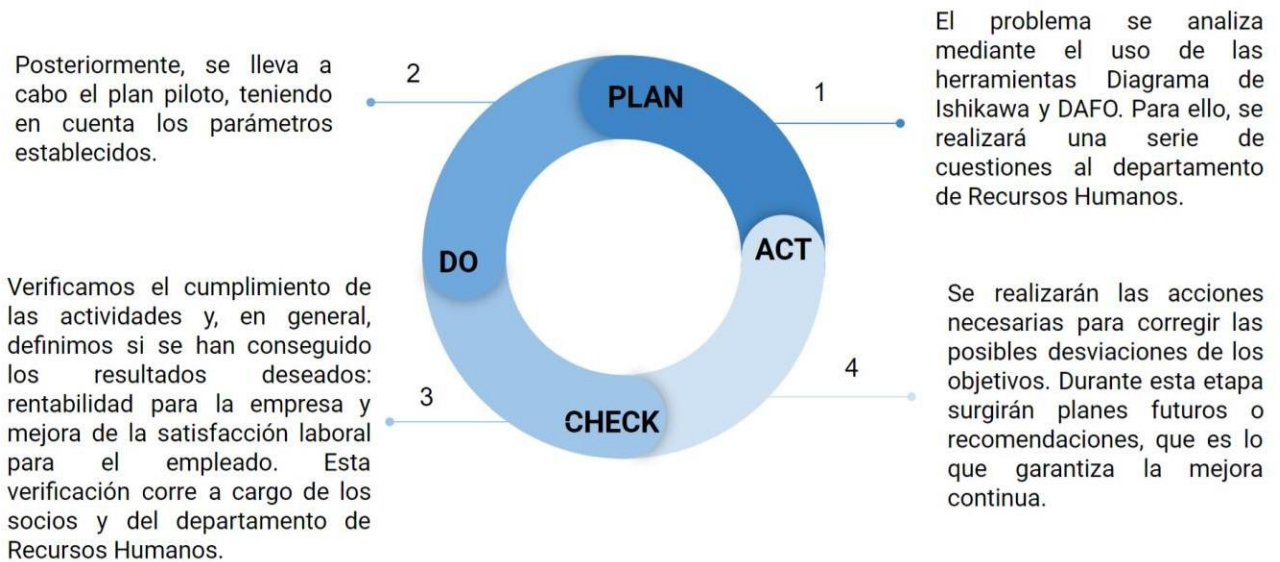 El problema se analiza
mediante el uso de las
herramientas Diagrama de
Ishikawa y DAFO. Para ello, se
realizará una serie de
cuestiones al departamento
de Recursos Humanos.
1
PLAN
2
Posteriormente, se lleva a
cabo el plan piloto, teniendo
en cuenta los parámetros
establecidos.
DO
3
Verificamos el cumplimiento de
las actividades y, en general,
definimos si se han conseguido
los resultados deseados:
rentabilidad para la empresa y
mejora de la satisfacción laboral
para el empleado. Esta
verificación corre a cargo de los
socios y del departamento de
Recursos Humanos.
CHECK
4
ACT
Se realizarán las acciones
necesarias para corregir las
posibles desviaciones de los
objetivos. Durante esta etapa
surgirán planes futuros o
recomendaciones, que es lo
que garantiza la mejora
continua.